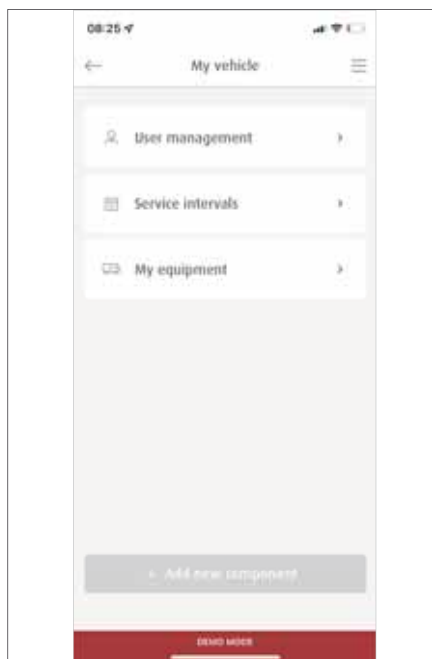 08:25
My vehicle
User management
Service intervals
My equipment
+ Add new component
DEMO MODE